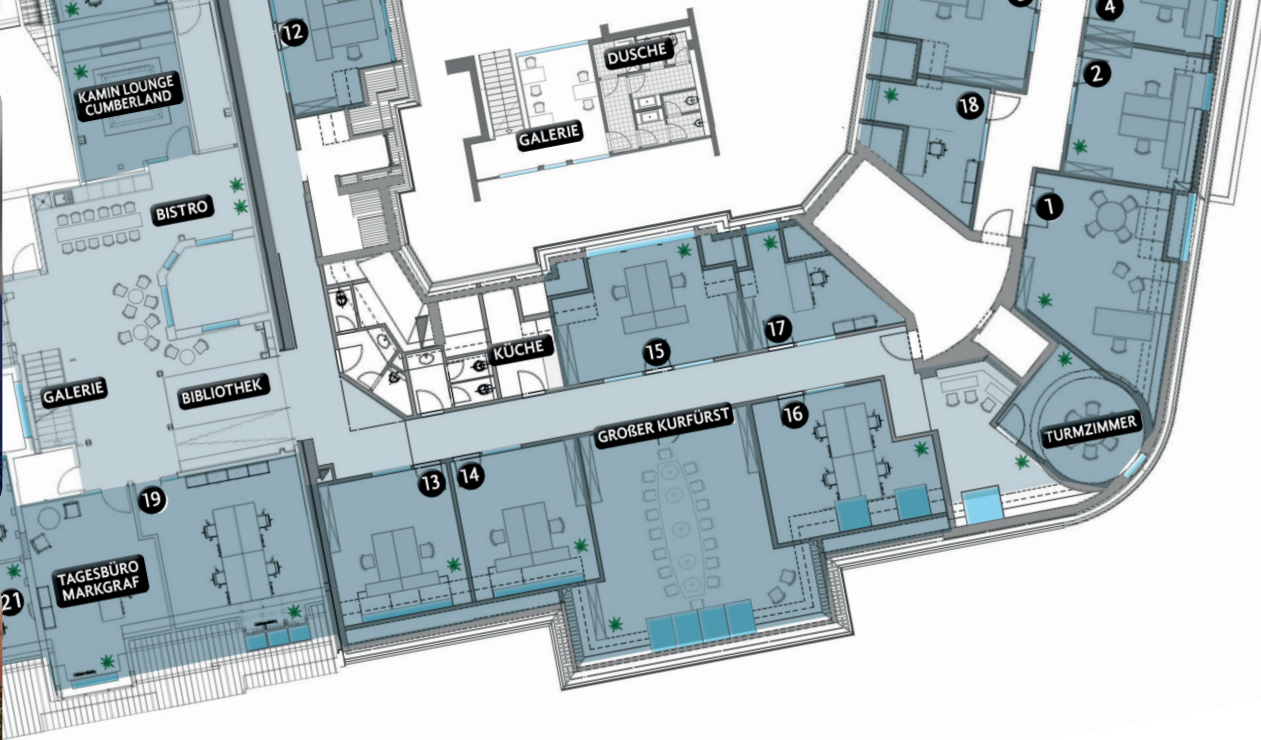 12
4
DUSCHE
2
KAMIN LOUNGE
CUMBERLAND
18
GALERIE
BISTRO
1
17
KÜCHE
15
GALERIE
BIBLIOTHEK
16
GROSSER KURFÜRST
TURMZIMMER
13
14
19
TAGESBÜRO
MARKGRAF
21